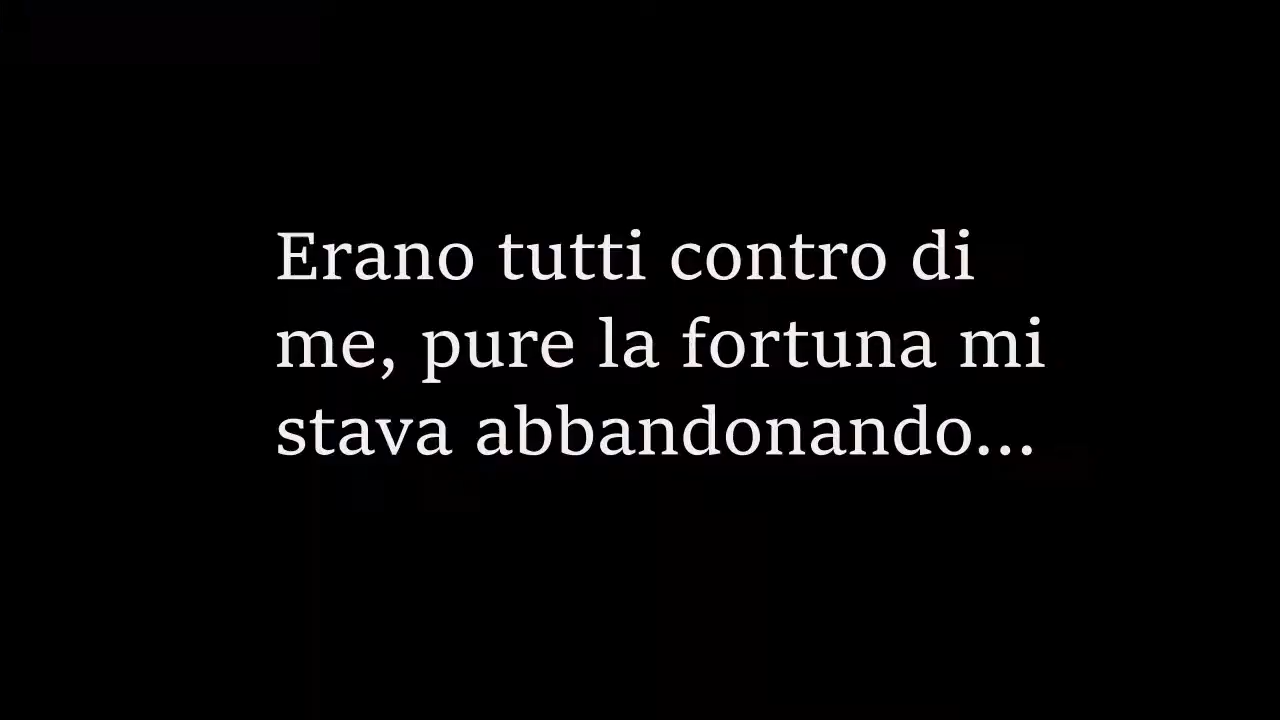 Erano tutti contro di
me, pure la fortuna mi
stava abbandonando...